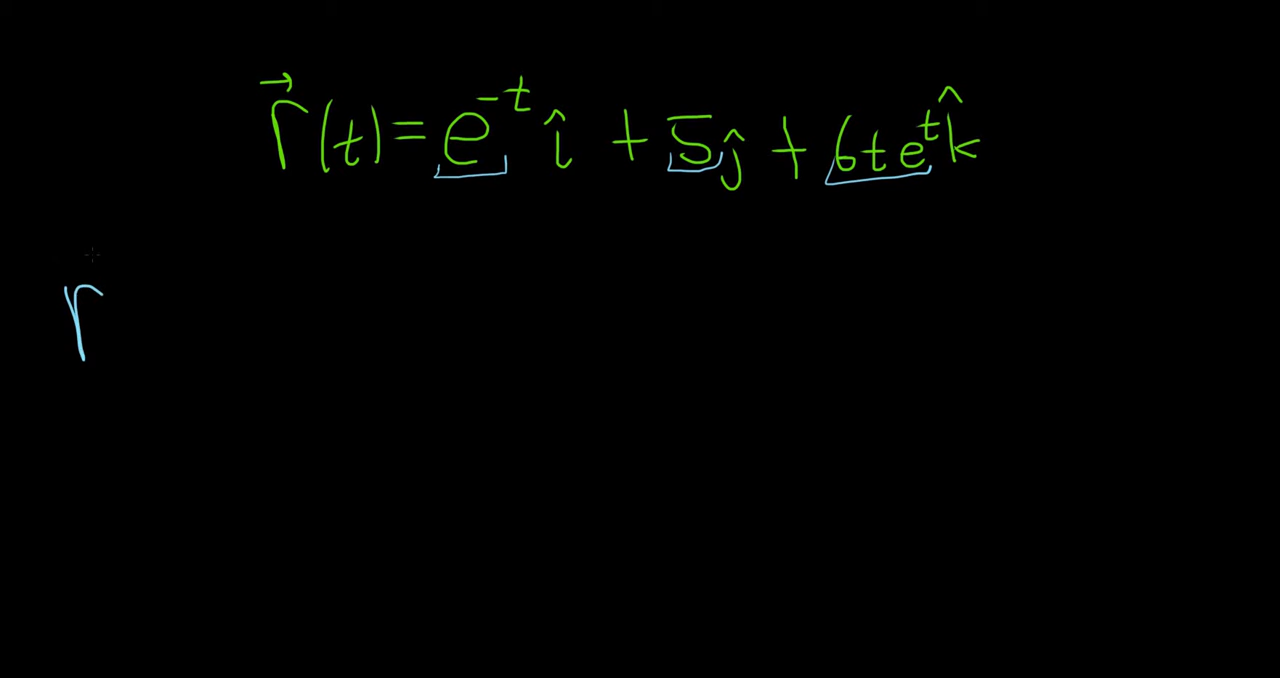 r⃗(t) = e^{-t} î + 5ĵ + 6te^{t} k̂
r